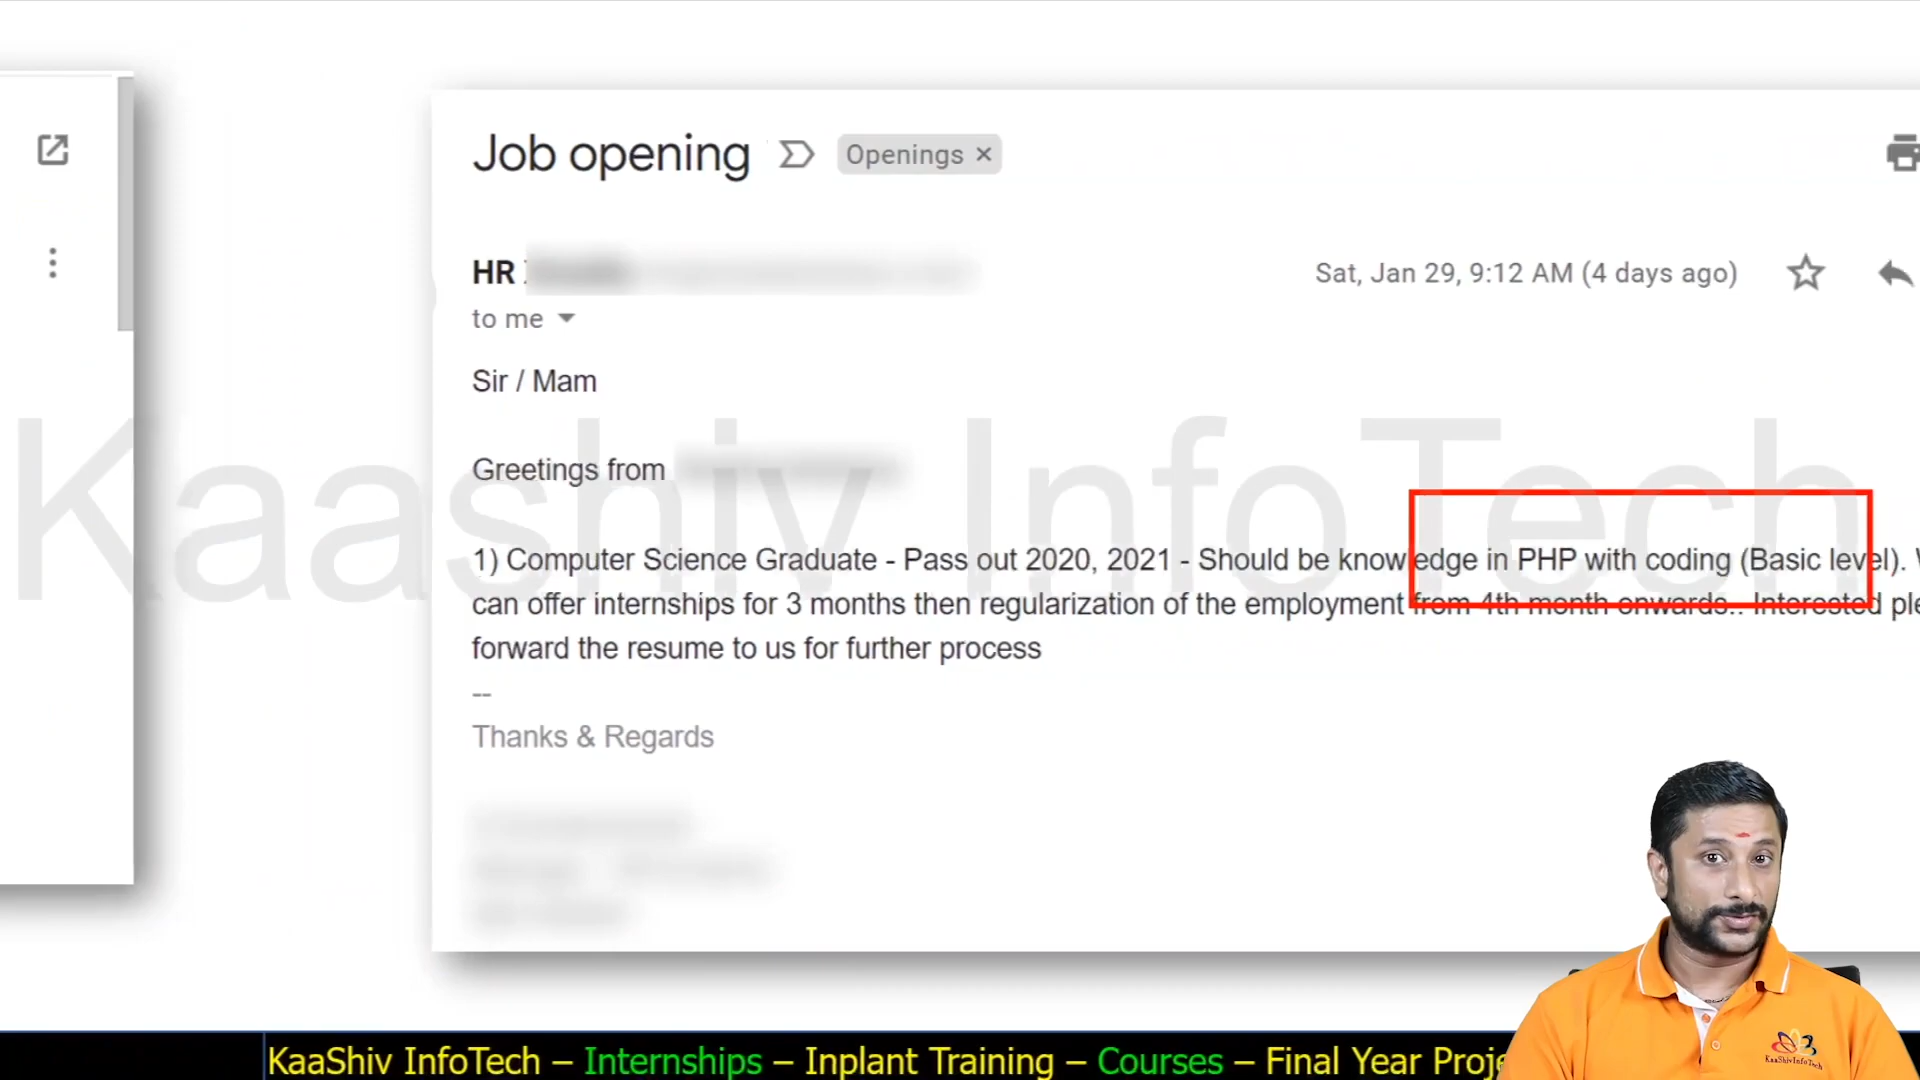 Job opening
Openings ×
HR
Sat, Jan 29, 9:12 AM (4 days ago)
to me
Sir / Mam
Greetings from
Kaashiv InfoTech
1) Computer Science Graduate - Pass out 2020, 2021 - Should be knowledge in PHP with coding (Basic level).
can offer internships for 3 months then regularization of the employment from 4th month onwards.. Interested
forward the resume to us for further process
--
Thanks & Regards
KaaShiv InfoTech
KaaShiv InfoTech – Internships – Inplant Training – Courses – Final Year